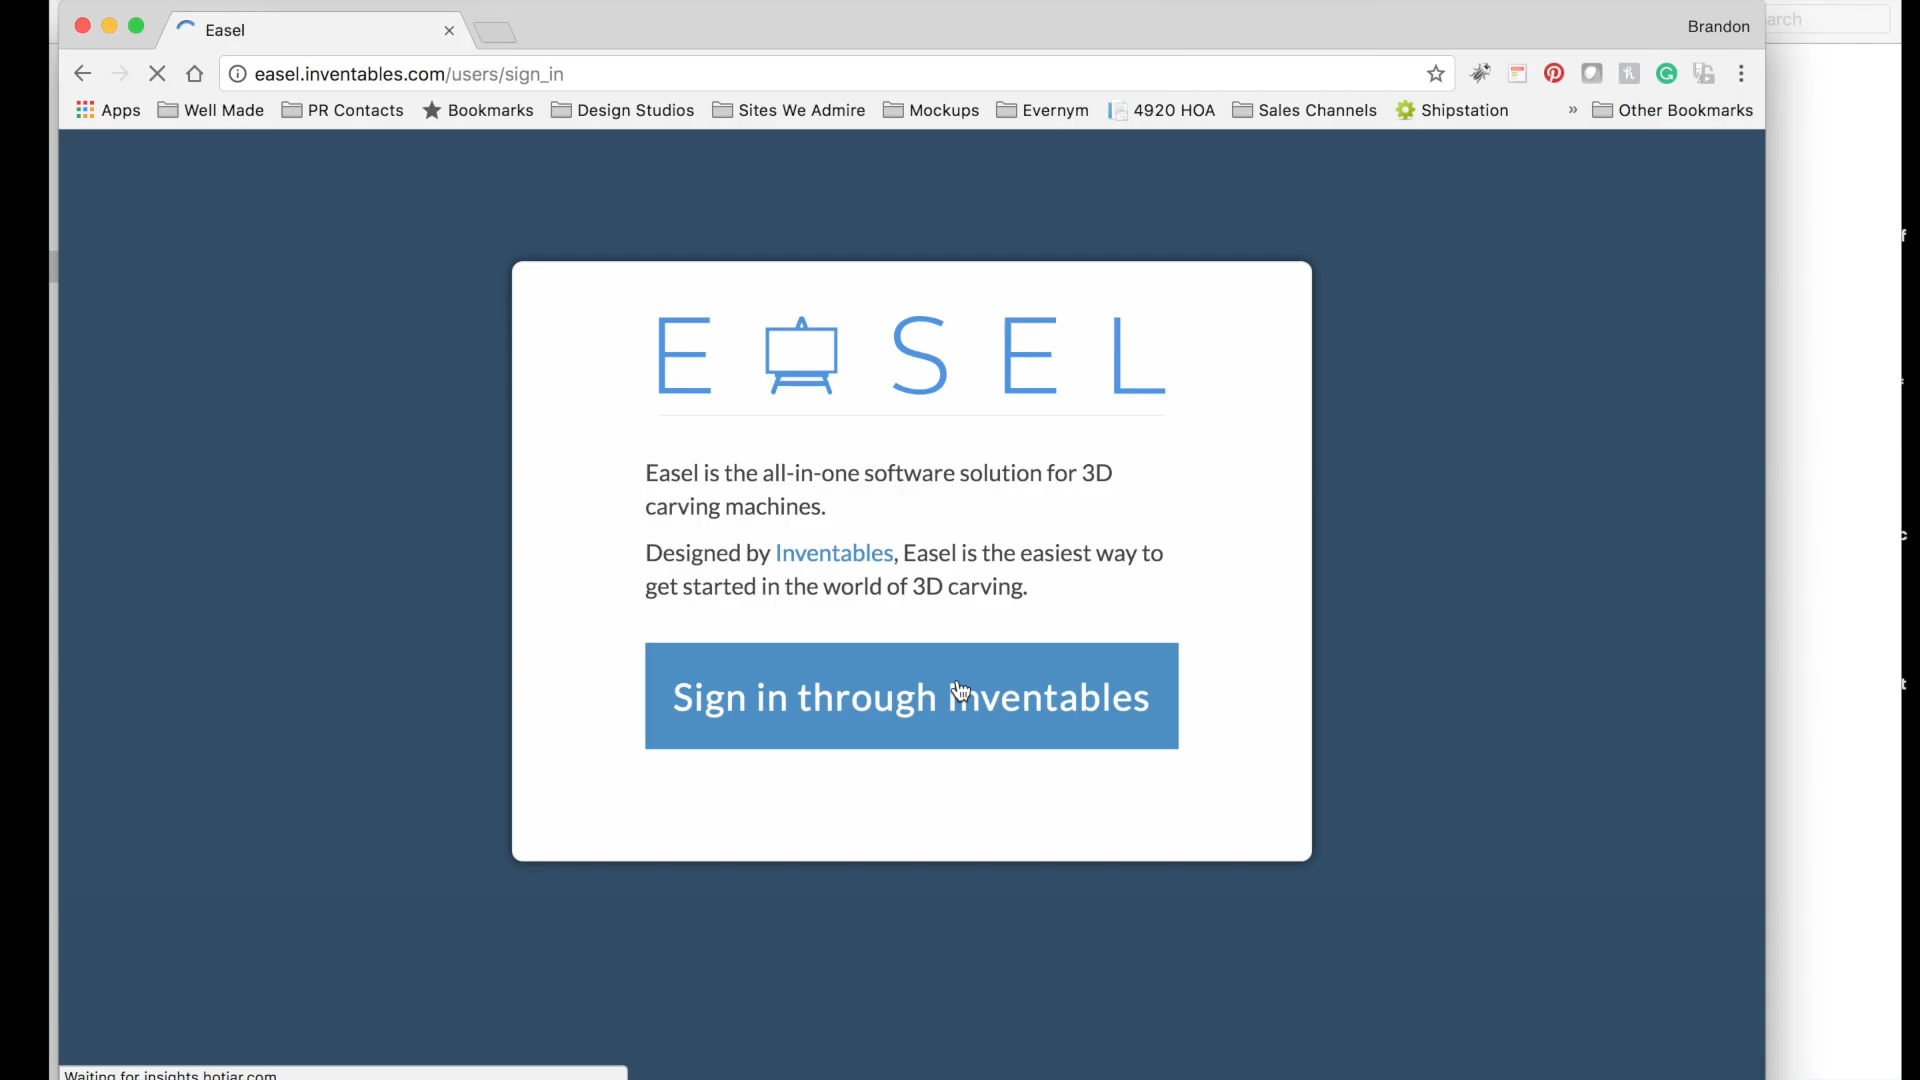 Easel
Brandon
arch
easel.inventables.com/users/sign_in
Apps Well Made PR Contacts Bookmarks Design Studios Sites We Admire Mockups Evernym 4920 HOA Sales Channels Shipstation » Other Bookmarks
E SEL
Easel is the all-in-one software solution for 3D
carving machines.
Designed by Inventables, Easel is the easiest way to
get started in the world of 3D carving.
Sign in through Inventables
Waiting for insights.hotjar.com